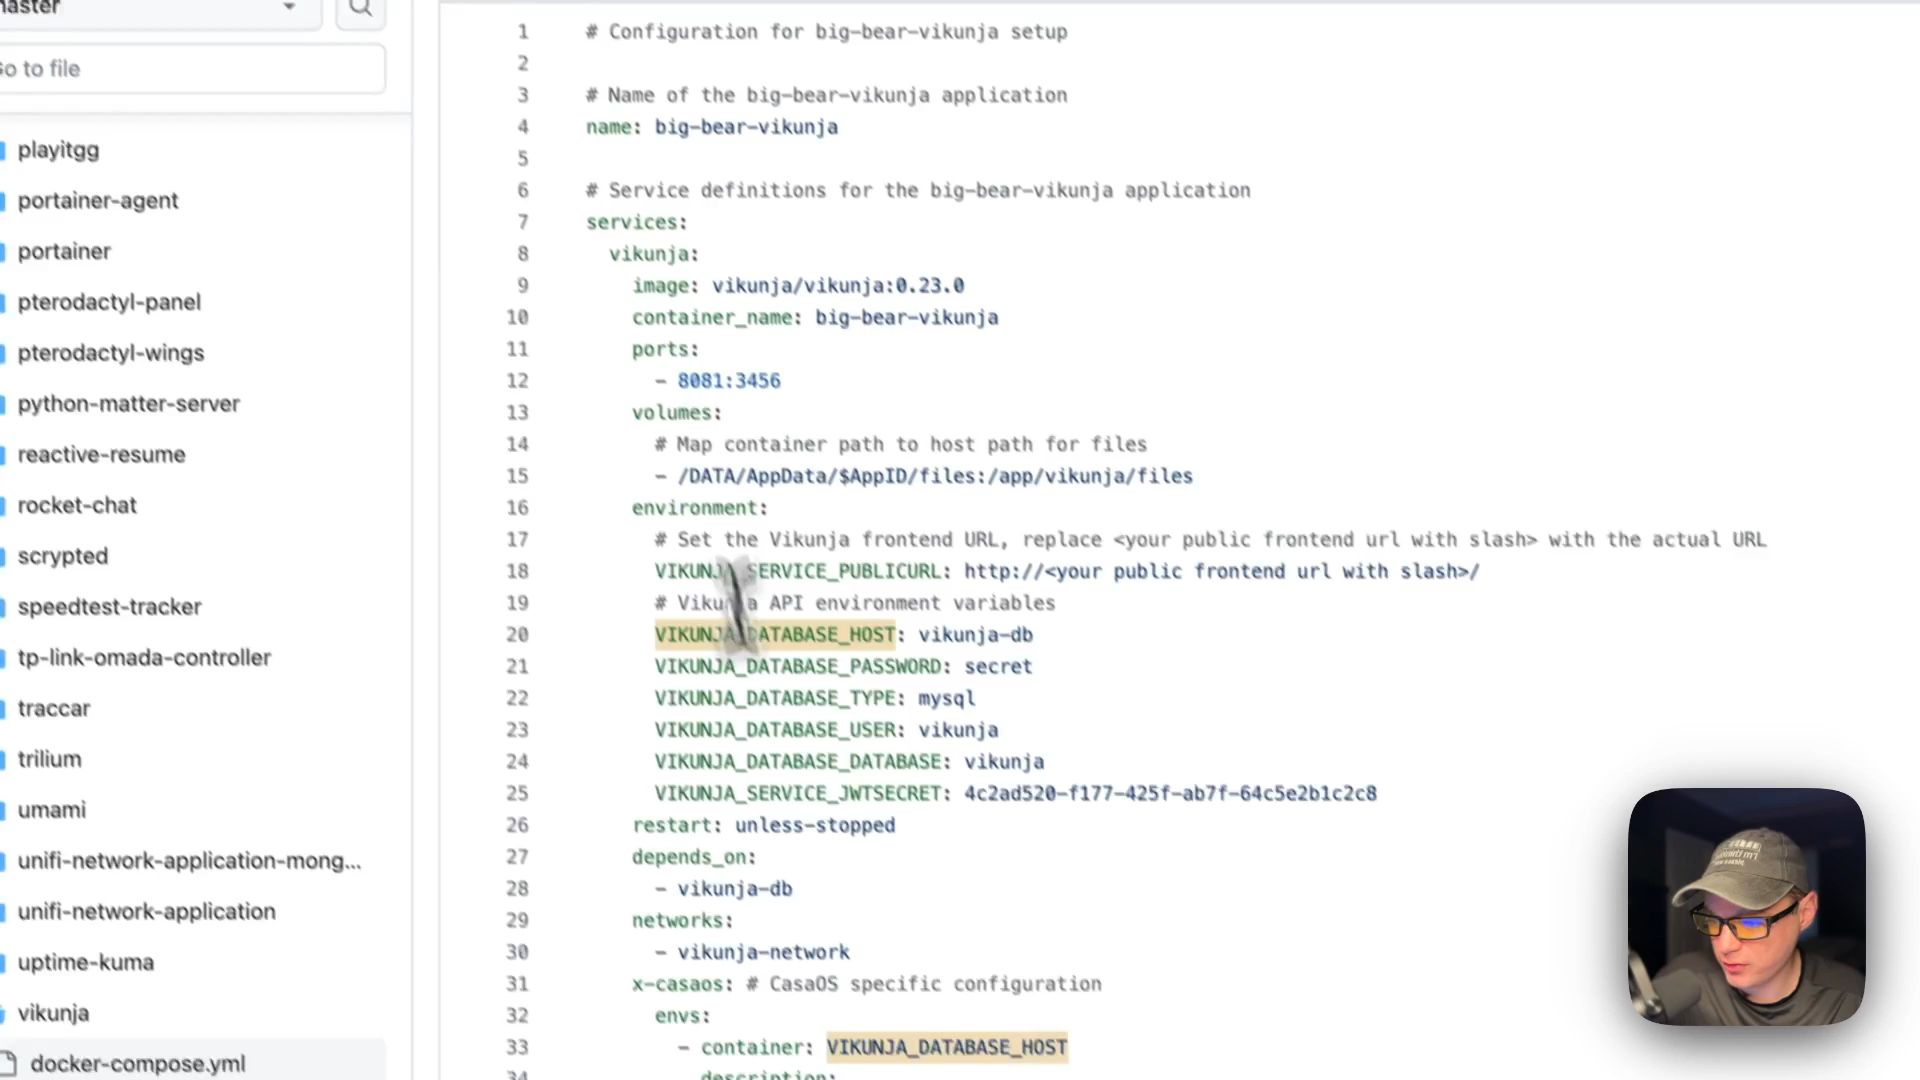 Go to file
playitgg
portainer-agent
portainer
pterodactyl-panel
pterodactyl-wings
python-matter-server
reactive-resume
rocket-chat
scrypted
speedtest-tracker
tp-link-omada-controller
traccar
trilium
umami
unifi-network-application-mong...
unifi-network-application
uptime-kuma
vikunja
docker-compose.yml
1 # Configuration for big-bear-vikunja setup
2
3 # Name of the big-bear-vikunja application
4 name: big-bear-vikunja
5
6 # Service definitions for the big-bear-vikunja application
7 services:
8 vikunja:
9 image: vikunja/vikunja:0.23.0
10 container_name: big-bear-vikunja
11 ports:
12 - 8081:3456
13 volumes:
14 # Map container path to host path for files
15 - /DATA/AppData/$AppID/files:/app/vikunja/files
16 environment:
17 # Set the Vikunja frontend URL, replace <your public frontend url with slash> with the actual URL
18 VIKUNJA_SERVICE_PUBLICURL: http://<your public frontend url with slash>/
19 # Vikunja API environment variables
20 VIKUNJA_DATABASE_HOST: vikunja-db
21 VIKUNJA_DATABASE_PASSWORD: secret
22 VIKUNJA_DATABASE_TYPE: mysql
23 VIKUNJA_DATABASE_USER: vikunja
24 VIKUNJA_DATABASE_DATABASE: vikunja
25 VIKUNJA_SERVICE_JWTSECRET: 4c2ad520-f177-425f-ab7f-64c5e2b1c2c8
26 restart: unless-stopped
27 depends_on:
28 - vikunja-db
29 networks:
30 - vikunja-network
31 x-casaos: # CasaOS specific configuration
32 envs:
33 - container: VIKUNJA_DATABASE_HOST
34 description: